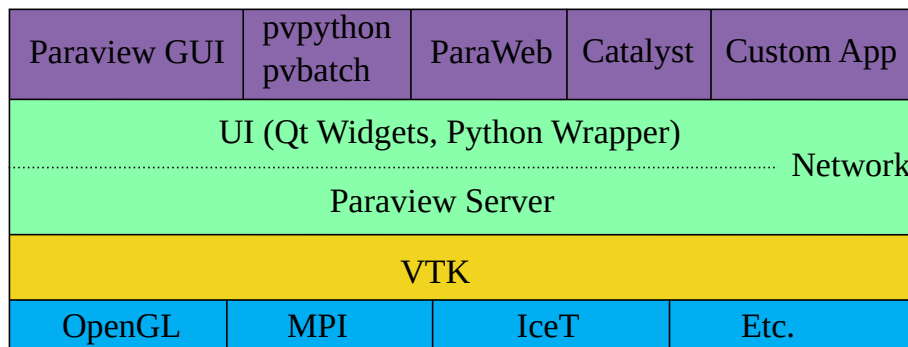 Paraview GUI
pvpython
pvbatch
ParaWeb
Catalyst
Custom App
UI (Qt Widgets, Python Wrapper)
Network
Paraview Server
VTK
OpenGL
MPI
IceT
Etc.